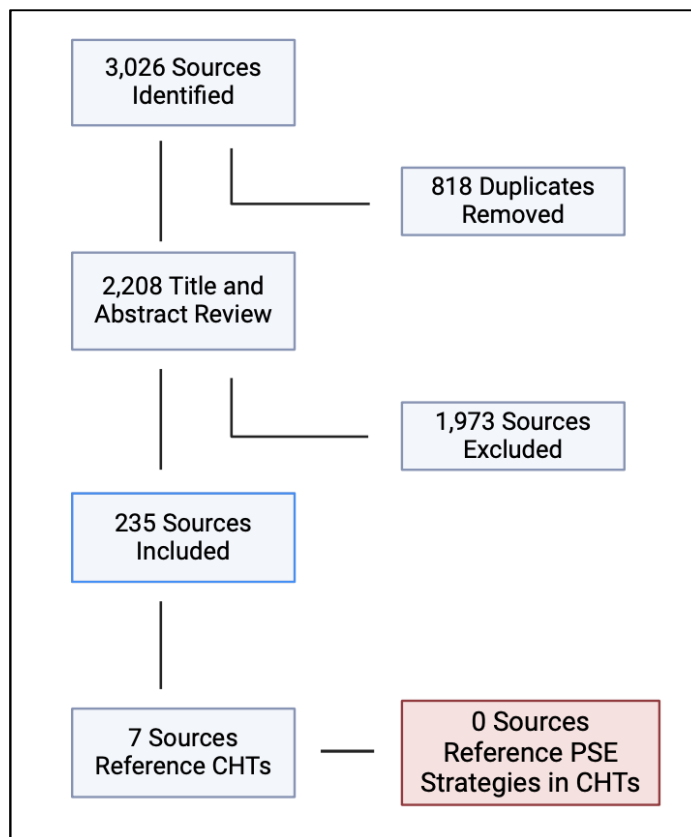 3,026 Sources
Identified
818 Duplicates
Removed
2,208 Title and
Abstract Review
1,973 Sources
Excluded
235 Sources
Included
7 Sources
Reference CHTs
0 Sources
Reference PSE
Strategies in CHTs